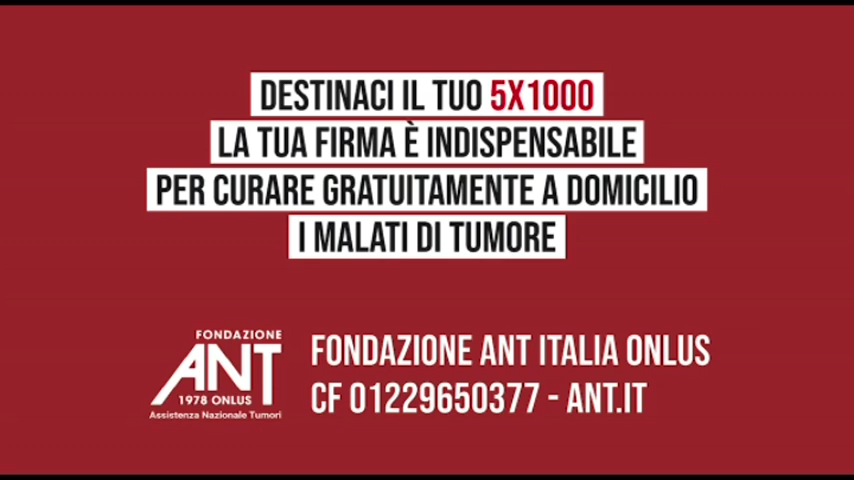 DESTINACI IL TUO 5X1000
LA TUA FIRMA È INDISPENSABILE
PER CURARE GRATUITAMENTE A DOMICILIO
I MALATI DI TUMORE
FONDAZIONE
ANT
1978 ONLUS
Assistenza Nazionale Tumori
FONDAZIONE ANT ITALIA ONLUS
CF 01229650377 - ANT.IT